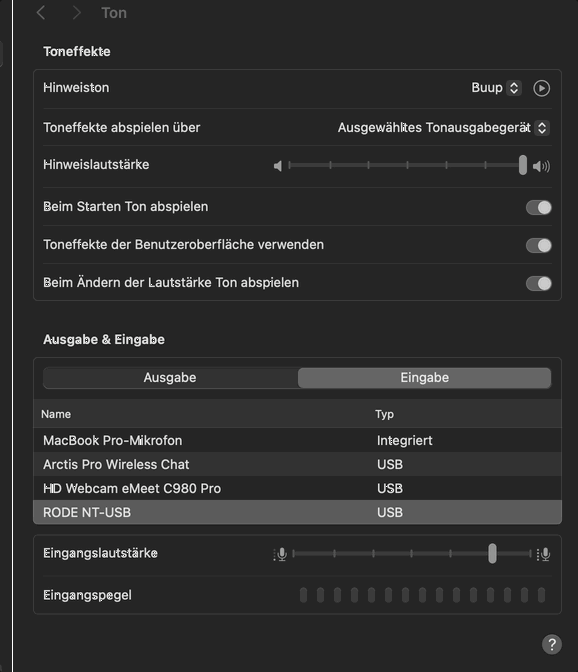 Ton
Toneffekte
Hinweiston Buup
Toneffekte abspielen über Ausgewähltes Tonausgabegerät
Hinweislautstärke
Beim Starten Ton abspielen
Toneffekte der Benutzeroberfläche verwenden
Beim Ändern der Lautstärke Ton abspielen
Ausgabe & Eingabe
Ausgabe Eingabe
Name Typ
MacBook Pro-Mikrofon Integriert
Arctis Pro Wireless Chat USB
HD Webcam eMeet C980 Pro USB
RODE NT-USB USB
Eingangslautstärke
Eingangspegel
?